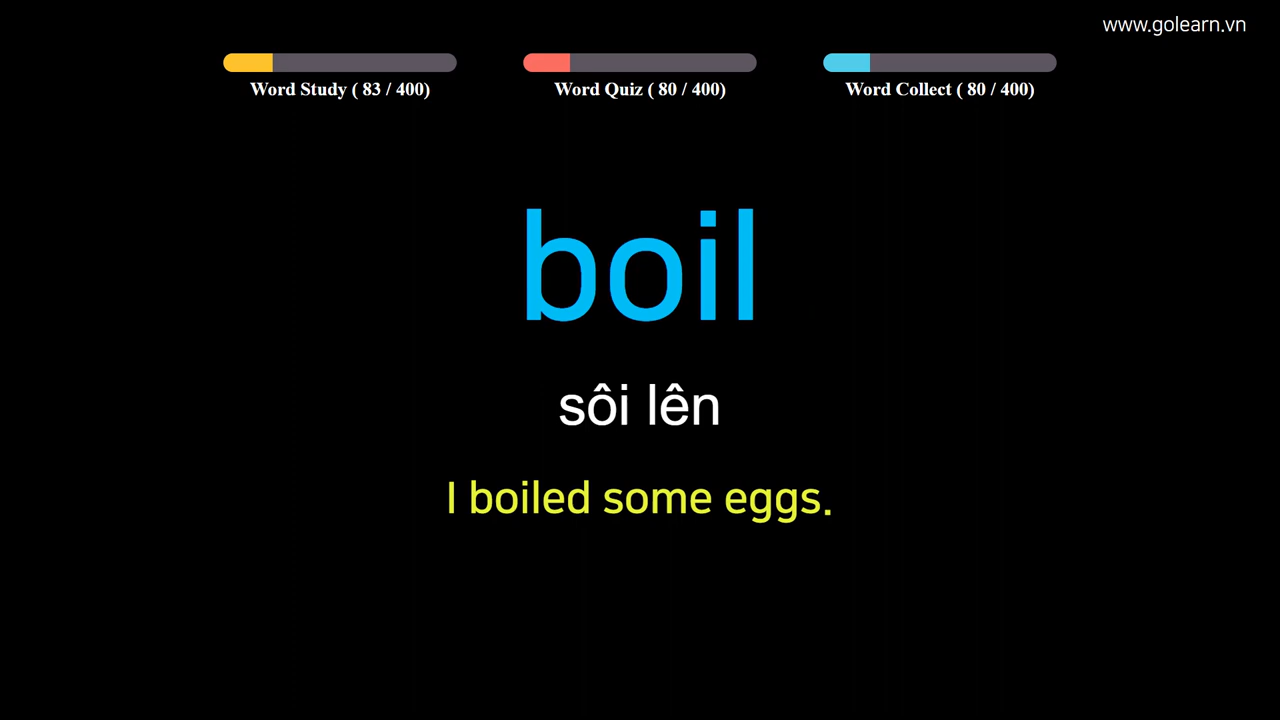 www.golearn.vn
Word Study ( 83 / 400)
Word Quiz ( 80 / 400)
Word Collect ( 80 / 400)
boil
sôi lên
I boiled some eggs.